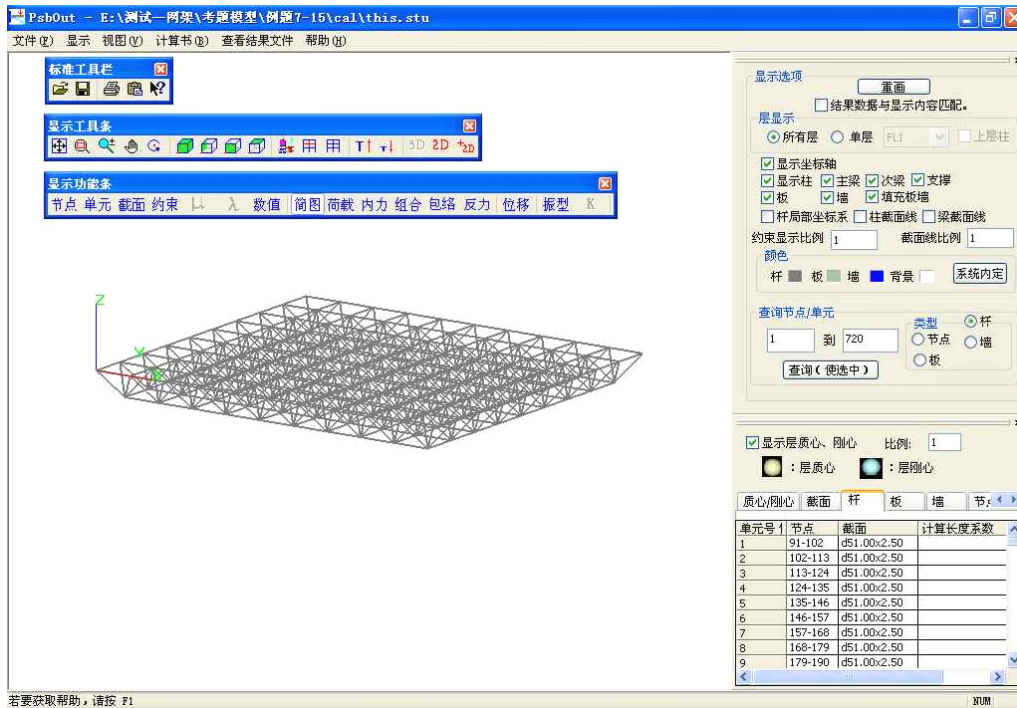 PsbOut - E:\测试—网架\考题模型\例题7-15\cal\this.stu
文件(F) 显示 视图(V) 计算书(B) 查看结果文件 帮助(H)
标准工具栏
显示工具条
3D 2D +2D
显示功能条
节点 单元 截面 约束 μ λ 数值 简图 荷载 内力 组合 包络 反力 位移 振型 K
Z
Y
显示选项
重画
结果数据与显示内容匹配。
层显示
所有层 单层 FL1 上层柱
显示坐标轴
显示柱 主梁 次梁 支撑
板 墙 填充板墙
杆局部坐标系 柱截面线 梁截面线
约束显示比例 1 截面线比例 1
颜色
杆 板 墙 背景 系统内定
查询节点/单元
1 到 720
类型
杆
节点 墙
板
查询(使选中)
显示层质心、刚心 比例: 1
：层质心 ：层刚心
质心/刚心 截面 杆 板 墙
单元号 节点 截面 计算长度系数
1 91-102 d51.00x2.50
2 102-113 d51.00x2.50
3 113-124 d51.00x2.50
4 124-135 d51.00x2.50
5 135-146 d51.00x2.50
6 146-157 d51.00x2.50
7 157-168 d51.00x2.50
8 168-179 d51.00x2.50
9 179-190 d51.00x2.50
若要获取帮助，请按 F1
NUM